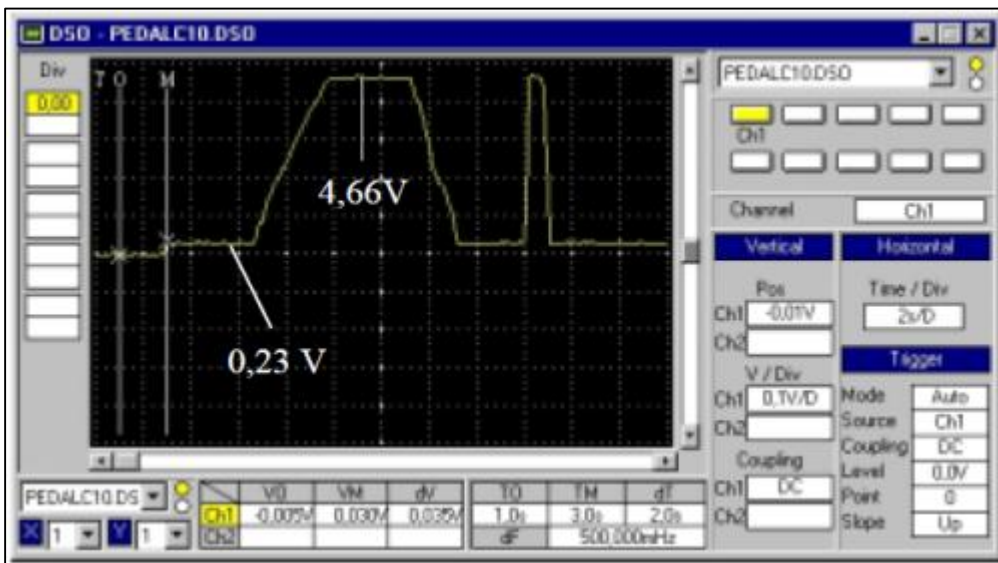 DSO - PEDALC10.DSO
Div
0,00
T O M
4,66V
0,23 V
PEDALC10.DSO
Ch1
Channel Ch1
Vertical Horizontal
Pos Time / Div
Ch1 -0,01V 2s/D
Ch2
Trigger
V / Div
Ch1 0,1V/D Mode Auto
Ch2 Source Ch1
Coupling DC
Coupling Level 0.0V
Ch1 DC Point 0
Ch2 Slope Up
PEDALC10.DS VO VM dV TO TM dT
Ch1 -0.005V 0,030V 0,035V 1.0s 3.0s 2.0s
X 1 Y 1 Ch2 dF 500,000mHz